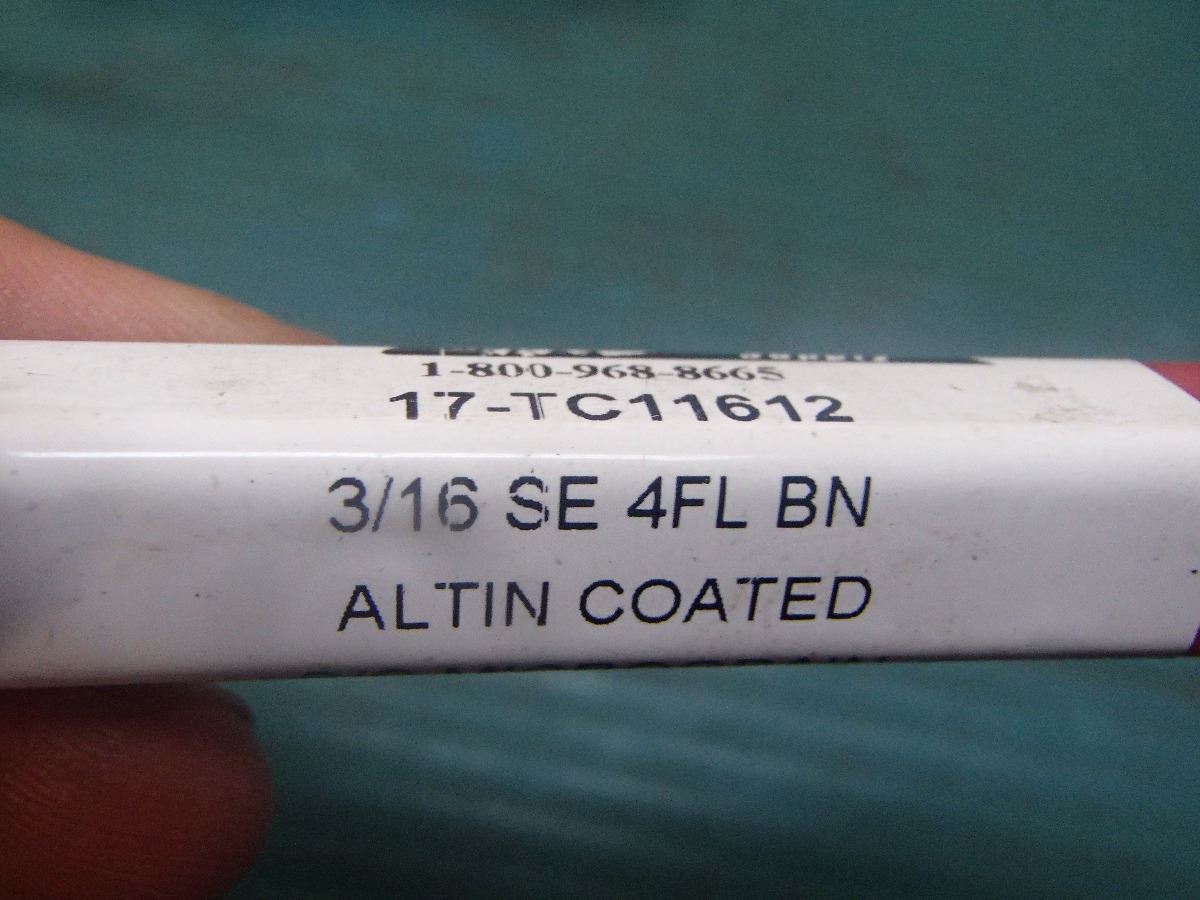 1-800-968-8665
17-TC11612
3/16 SE 4FL BN
ALTIN COATED